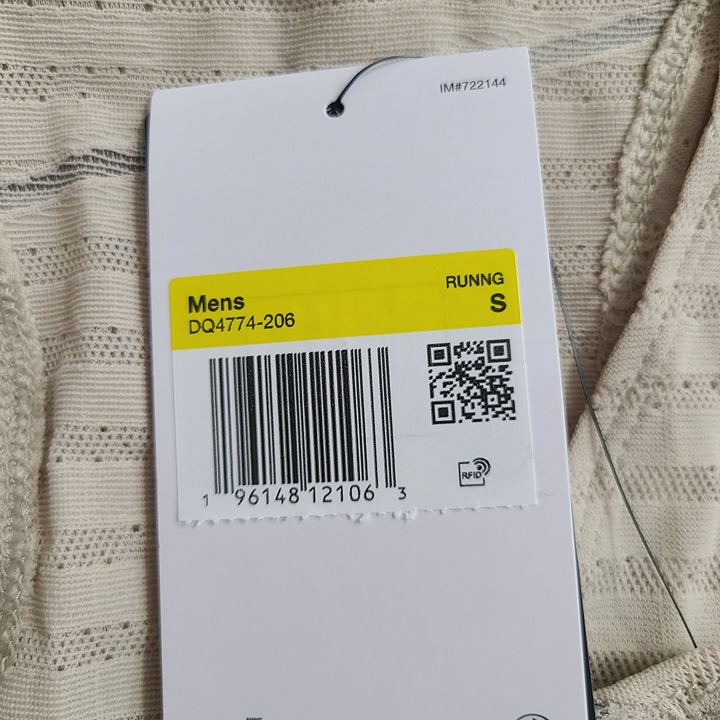 IM#722144
RUNNG
Mens
S
DQ4774-206
RFID
1 96148 12106 3